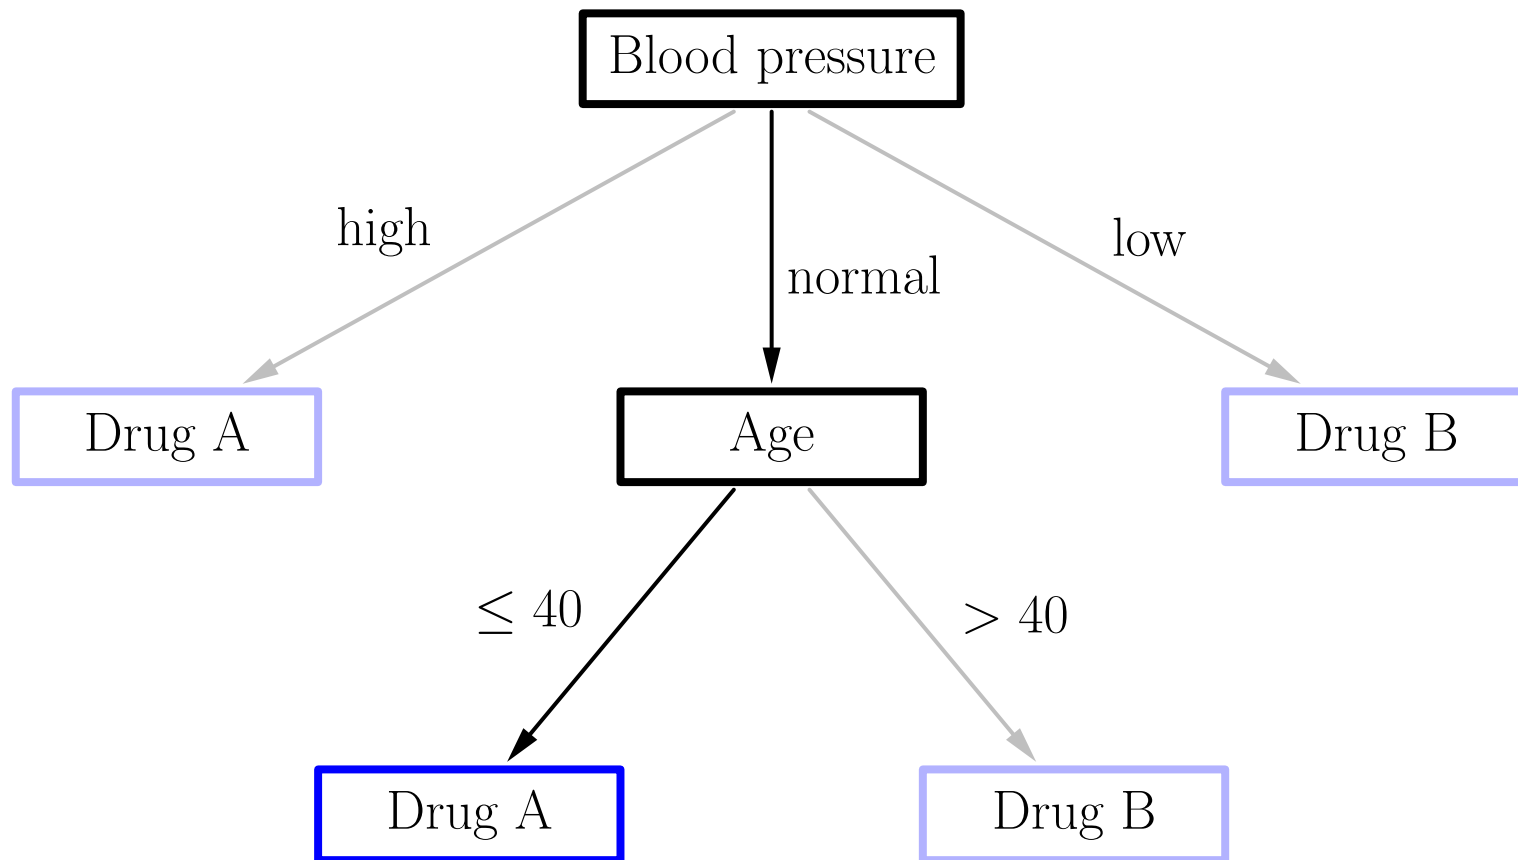 Blood pressure
high
normal
low
Drug A
Age
Drug B
≤ 40
> 40
Drug A
Drug B